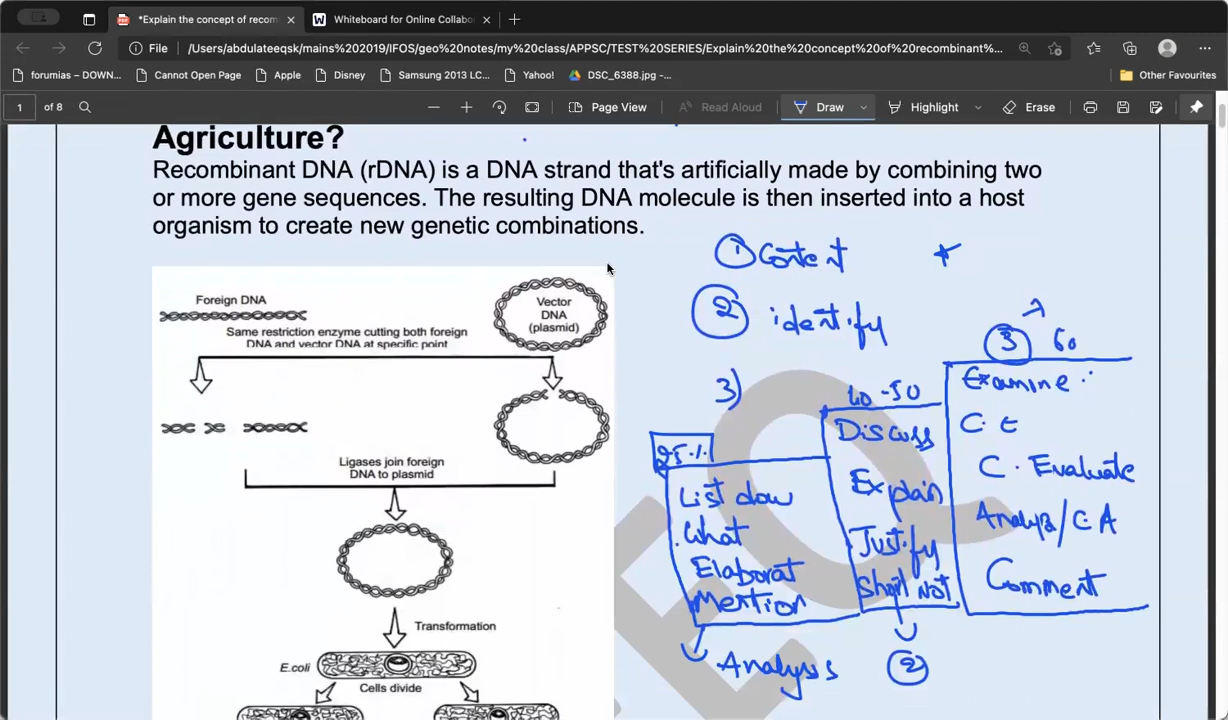 *Explain the concept of recom
Whiteboard for Online Collabo
File
/Users/abdulateeqsk/mains%202019/IFOS/geo%20notes/my%20class/APPSC/TEST%20SERIES/Explain%20the%20concept%20of%20recombinant%...
forumias – DOWN...
Cannot Open Page
Apple
Disney
Samsung 2013 LC...
Yahoo!
DSC_6388.jpg -...
Other Favourites
1
of 8
Page View
Read Aloud
Draw
Highlight
Erase
Agriculture?
Recombinant DNA (rDNA) is a DNA strand that's artificially made by combining two
or more gene sequences. The resulting DNA molecule is then inserted into a host
organism to create new genetic combinations.
Foreign DNA
Vector
DNA
(plasmid)
Same restriction enzyme cutting both foreign
DNA and vector DNA at specific point
Ligases join foreign
DNA to plasmid
Transformation
E.coli
Cells divide
① Content
② identify
3)
25%
List dow
What
Elaborat
Mention
Analysis
40-50
Discuss
Explain
Justify
Short Not
②
③ 60
Examine
C. E
C. Evaluate
Analyz/C A
Comment